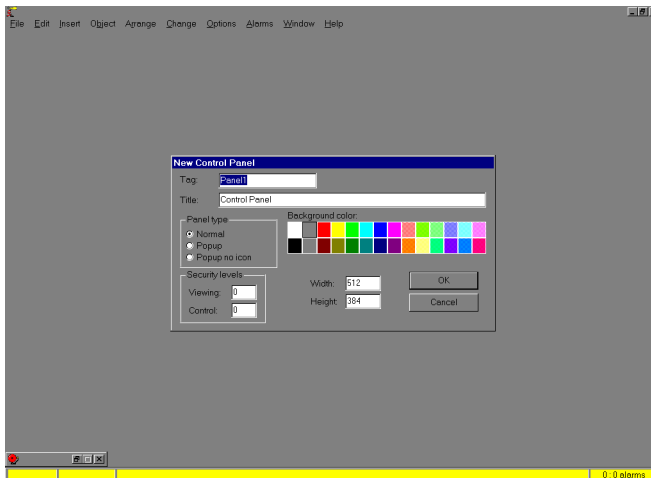 File Edit Insert Object Arrange Change Options Alarms Window Help
New Control Panel
Tag: Panel1
Title: Control Panel
Panel type
Normal
Popup
Popup no icon
Background color:
Security levels
Viewing: 0
Control: 0
Width: 512
Height: 384
OK
Cancel
0 : 0 alarms